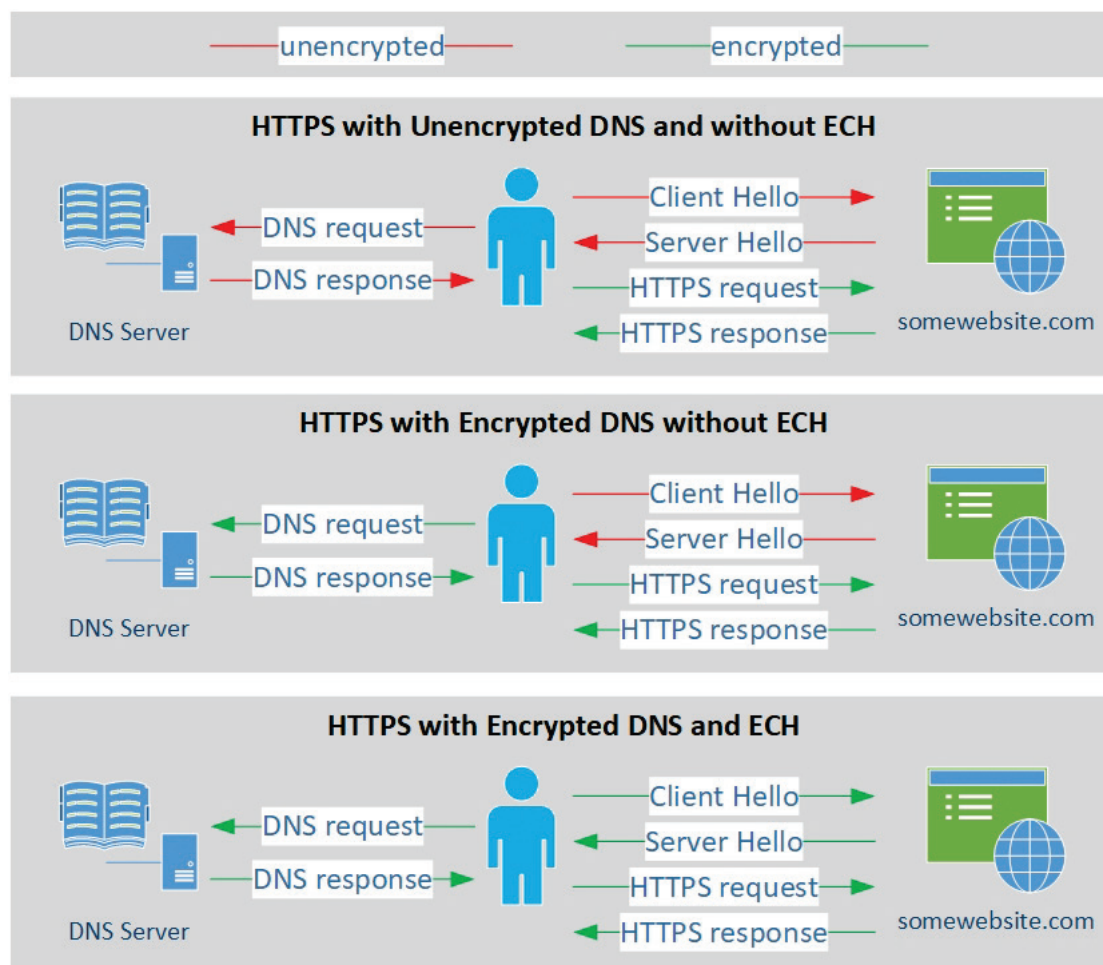 unencrypted
encrypted
HTTPS with Unencrypted DNS and without ECH
DNS request
DNS response
DNS Server
Client Hello
Server Hello
HTTPS request
HTTPS response
somewebsite.com
HTTPS with Encrypted DNS without ECH
DNS request
DNS response
DNS Server
Client Hello
Server Hello
HTTPS request
HTTPS response
somewebsite.com
HTTPS with Encrypted DNS and ECH
DNS request
DNS response
DNS Server
Client Hello
Server Hello
HTTPS request
HTTPS response
somewebsite.com